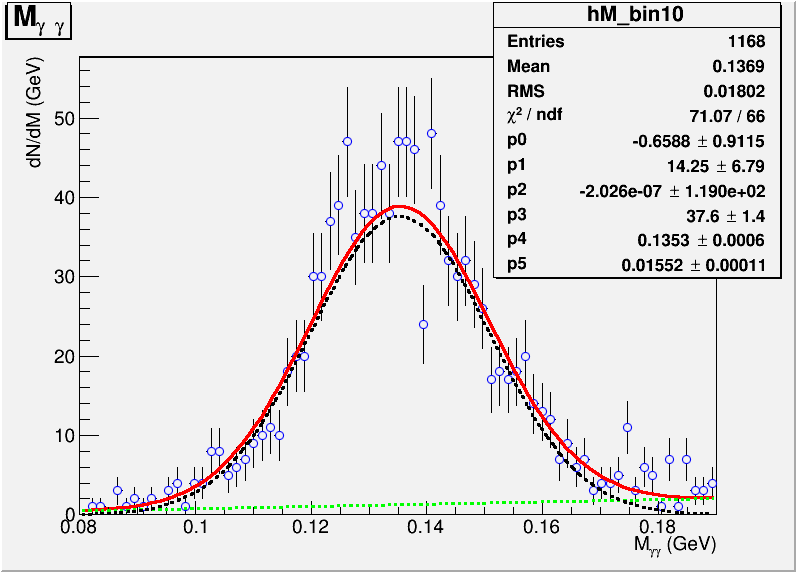 Mγ γ
hM_bin10
Entries 1168
Mean 0.1369
RMS 0.01802
χ² / ndf 71.07 / 66
p0 -0.6588 ± 0.9115
p1 14.25 ± 6.79
p2 -2.026e-07 ± 1.190e+02
p3 37.6 ± 1.4
p4 0.1353 ± 0.0006
p5 0.01552 ± 0.00011
dN/dM (GeV)
50
40
30
20
10
0
0.08 0.1 0.12 0.14 0.16 0.18
Mγγ (GeV)